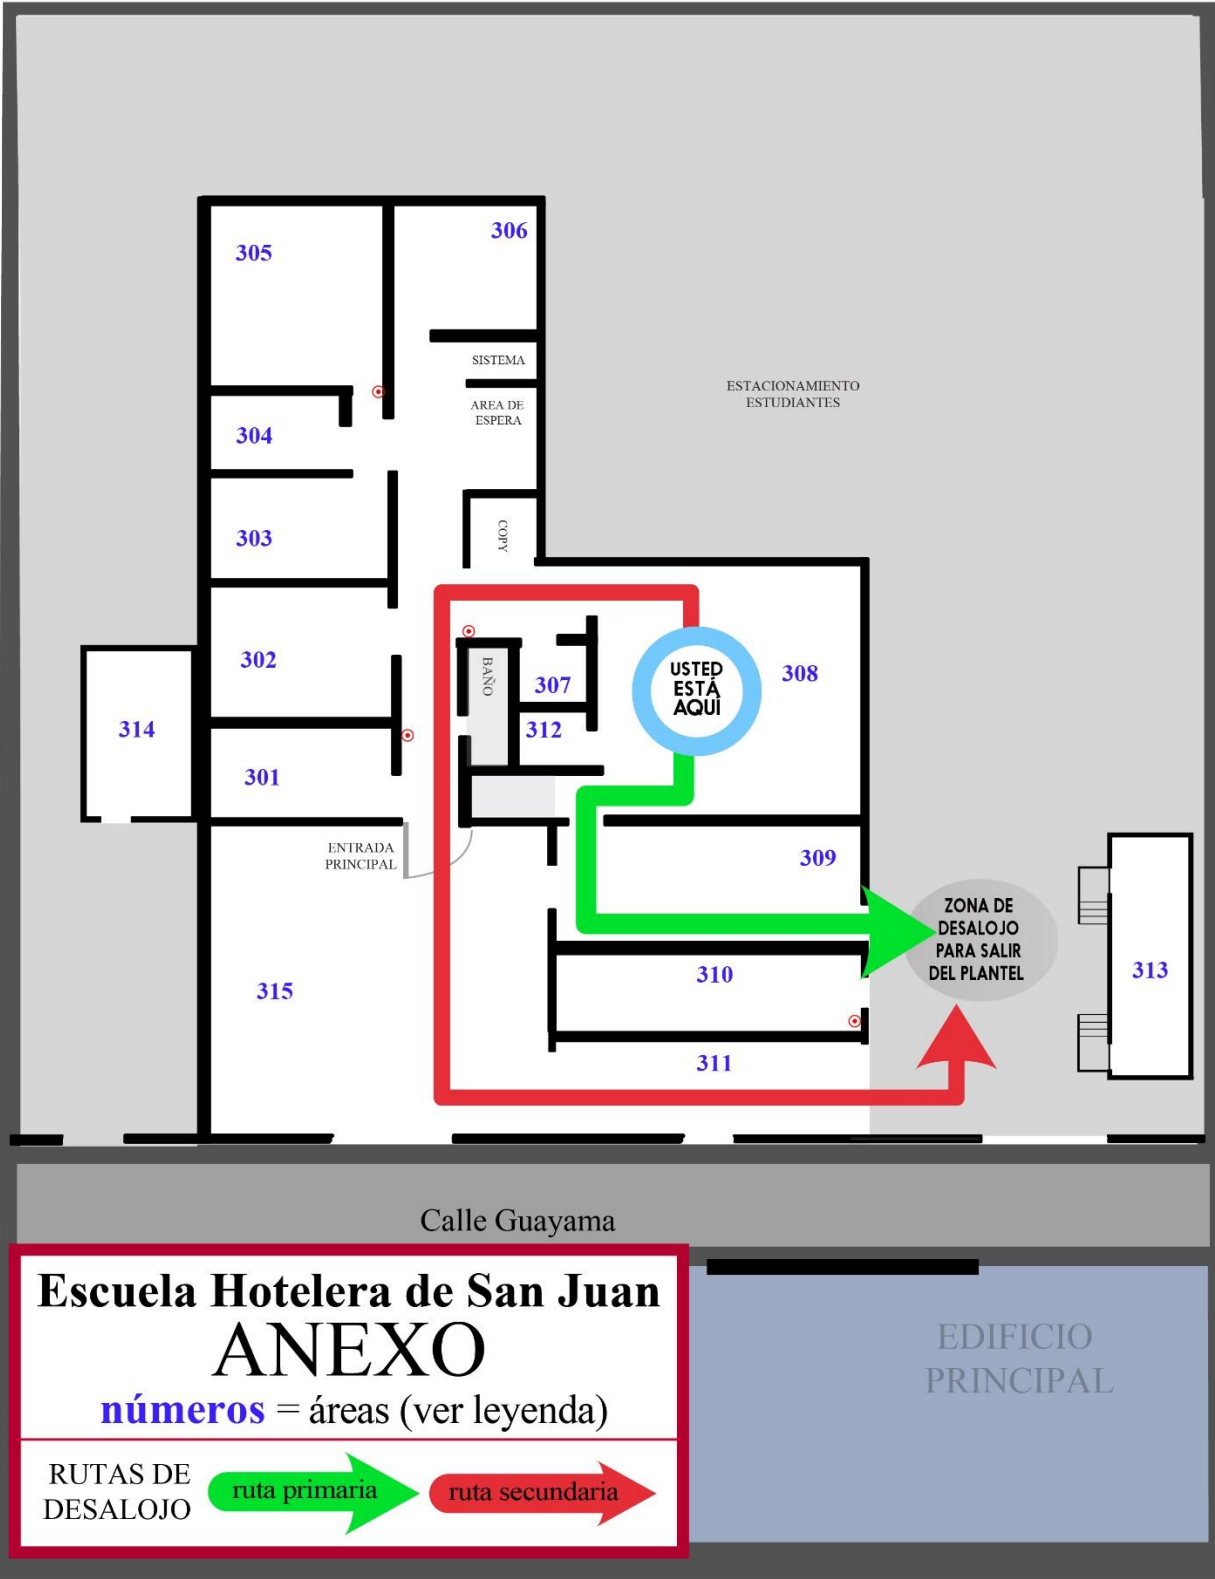 306
305
SISTEMA
ESTACIONAMIENTO
ESTUDIANTES
AREA DE
ESPERA
304
COPY
303
302
BAÑO
307
USTED
ESTÁ
AQUÍ
308
314
312
301
ENTRADA
PRINCIPAL
309
ZONA DE
DESALOJO
PARA SALIR
DEL PLANTEL
310
313
315
311
Calle Guayama
Escuela Hotelera de San Juan
ANEXO
números = áreas (ver leyenda)
RUTAS DE
DESALOJO
ruta primaria
ruta secundaria
EDIFICIO
PRINCIPAL